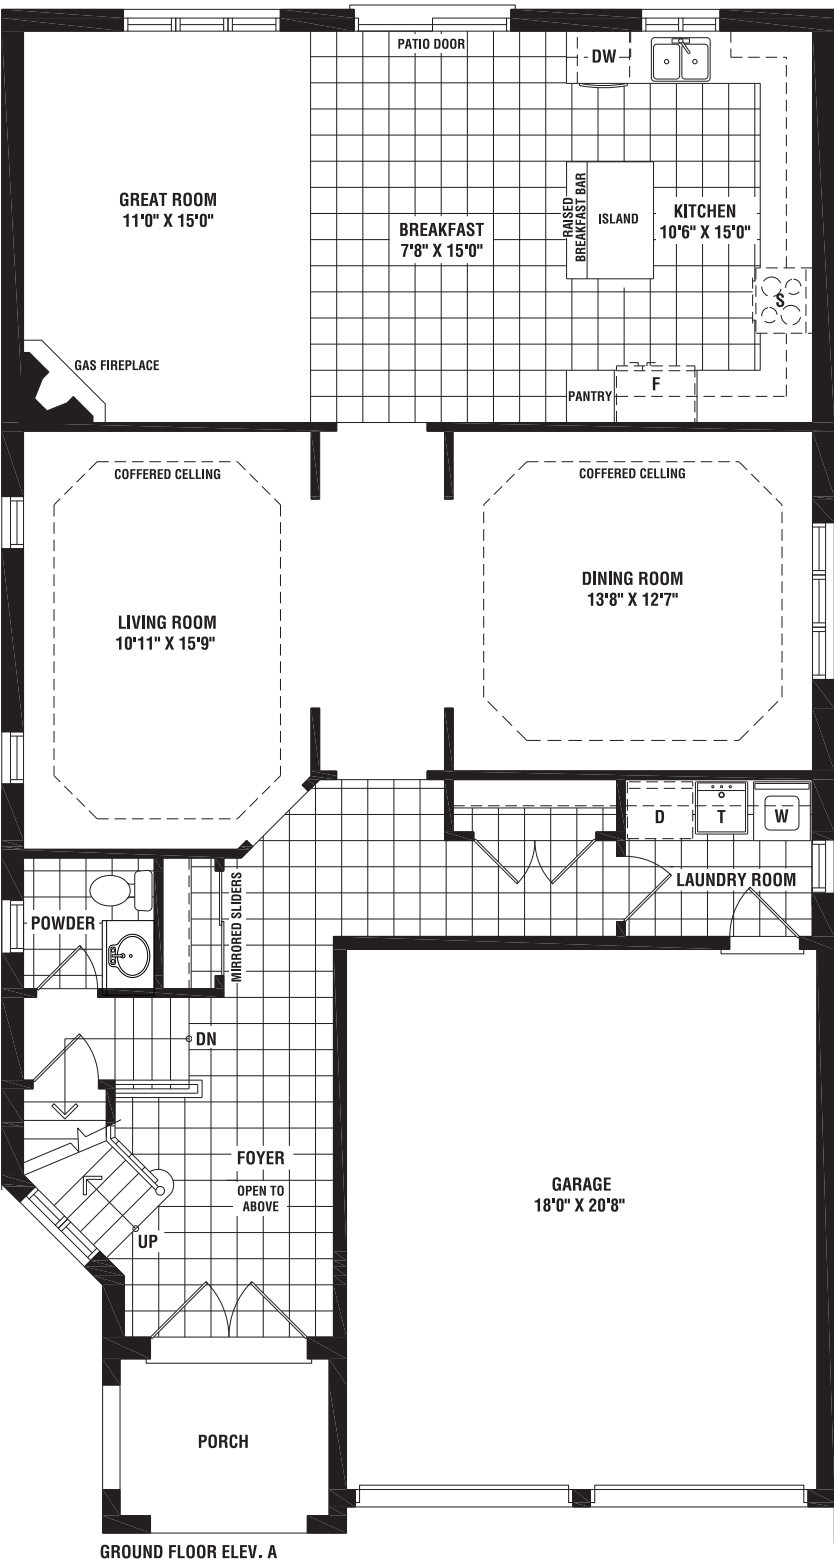 PATIO DOOR
DW
GREAT ROOM
11'0" X 15'0"
BREAKFAST
7'8" X 15'0"
RAISED
BREAKFAST BAR
ISLAND
KITCHEN
10'6" X 15'0"
S
GAS FIREPLACE
PANTRY
F
COFFERED CELLING
COFFERED CELLING
LIVING ROOM
10'11" X 15'9"
DINING ROOM
13'8" X 12'7"
D
T
W
LAUNDRY ROOM
POWDER
MIRRORED SLIDERS
DN
FOYER
OPEN TO
ABOVE
UP
GARAGE
18'0" X 20'8"
PORCH
GROUND FLOOR ELEV. A